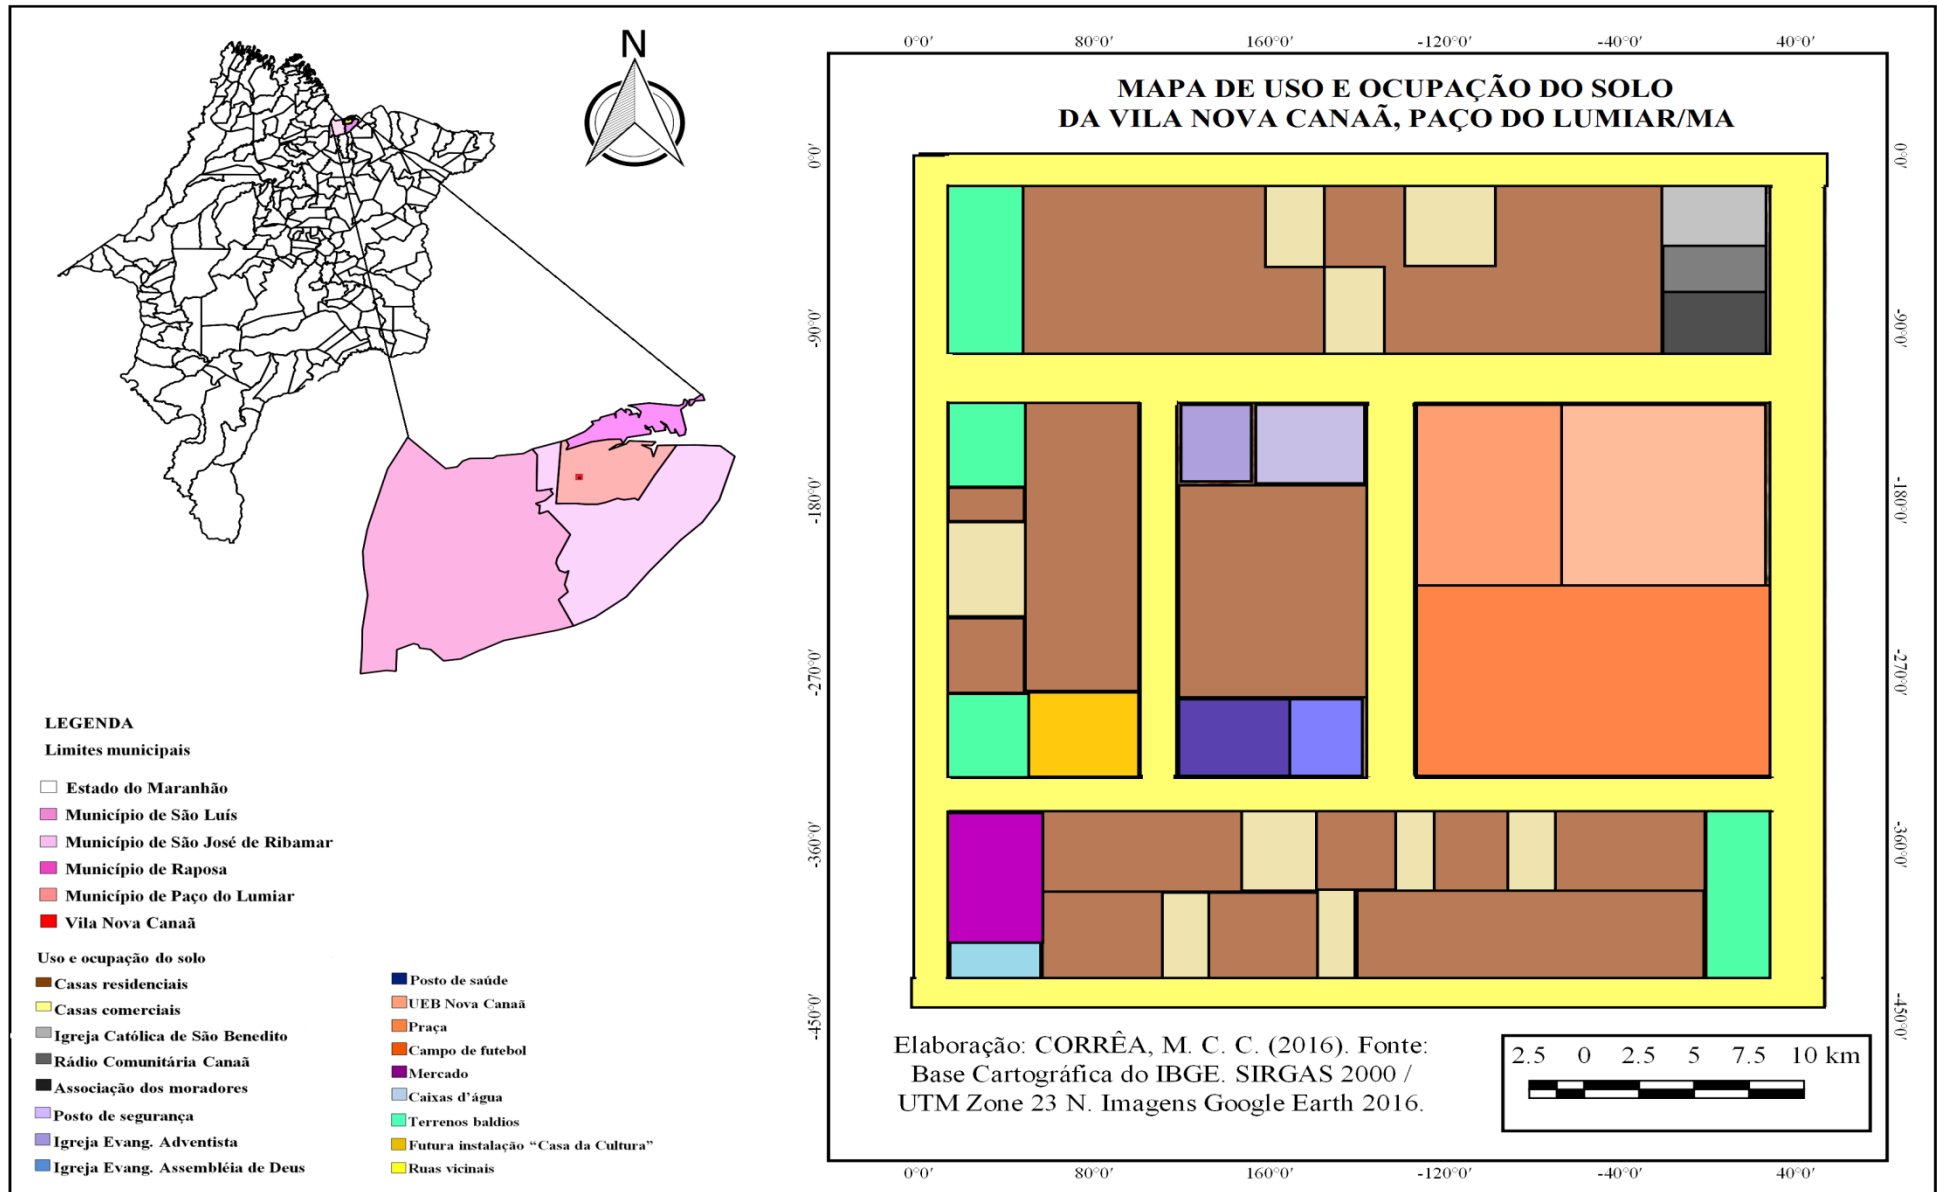 N
0°0′ 80°0′ 160°0′ -120°0′ -40°0′ 40°0′
MAPA DE USO E OCUPAÇÃO DO SOLO
DA VILA NOVA CANAÃ, PAÇO DO LUMIAR/MA
0°0′
-90°0′
-180°0′
-270°0′
-360°0′
-450°0′
0°0′
-90°0′
-180°0′
-270°0′
-360°0′
-450°0′
LEGENDA
Limites municipais
Estado do Maranhão
Município de São Luís
Município de São José de Ribamar
Município de Raposa
Município de Paço do Lumiar
Vila Nova Canaã
Uso e ocupação do solo
Casas residenciais
Casas comerciais
Igreja Católica de São Benedito
Rádio Comunitária Canaã
Associação dos moradores
Posto de segurança
Igreja Evang. Adventista
Igreja Evang. Assembléia de Deus
Posto de saúde
UEB Nova Canaã
Praça
Campo de futebol
Mercado
Caixas d'água
Terrenos baldios
Futura instalação “Casa da Cultura”
Ruas vicinais
Elaboração: CORRÊA, M. C. C. (2016). Fonte:
Base Cartográfica do IBGE. SIRGAS 2000 /
UTM Zone 23 N. Imagens Google Earth 2016.
2.5 0 2.5 5 7.5 10 km
0°0′ 80°0′ 160°0′ -120°0′ -40°0′ 40°0′